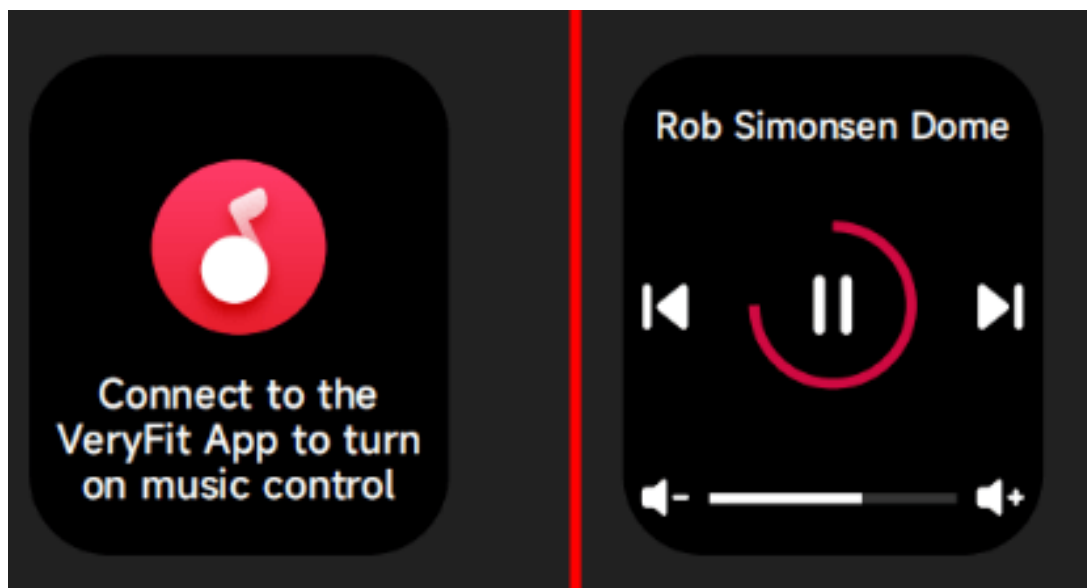 Connect to the
VeryFit App to turn
on music control
Rob Simonsen Dome